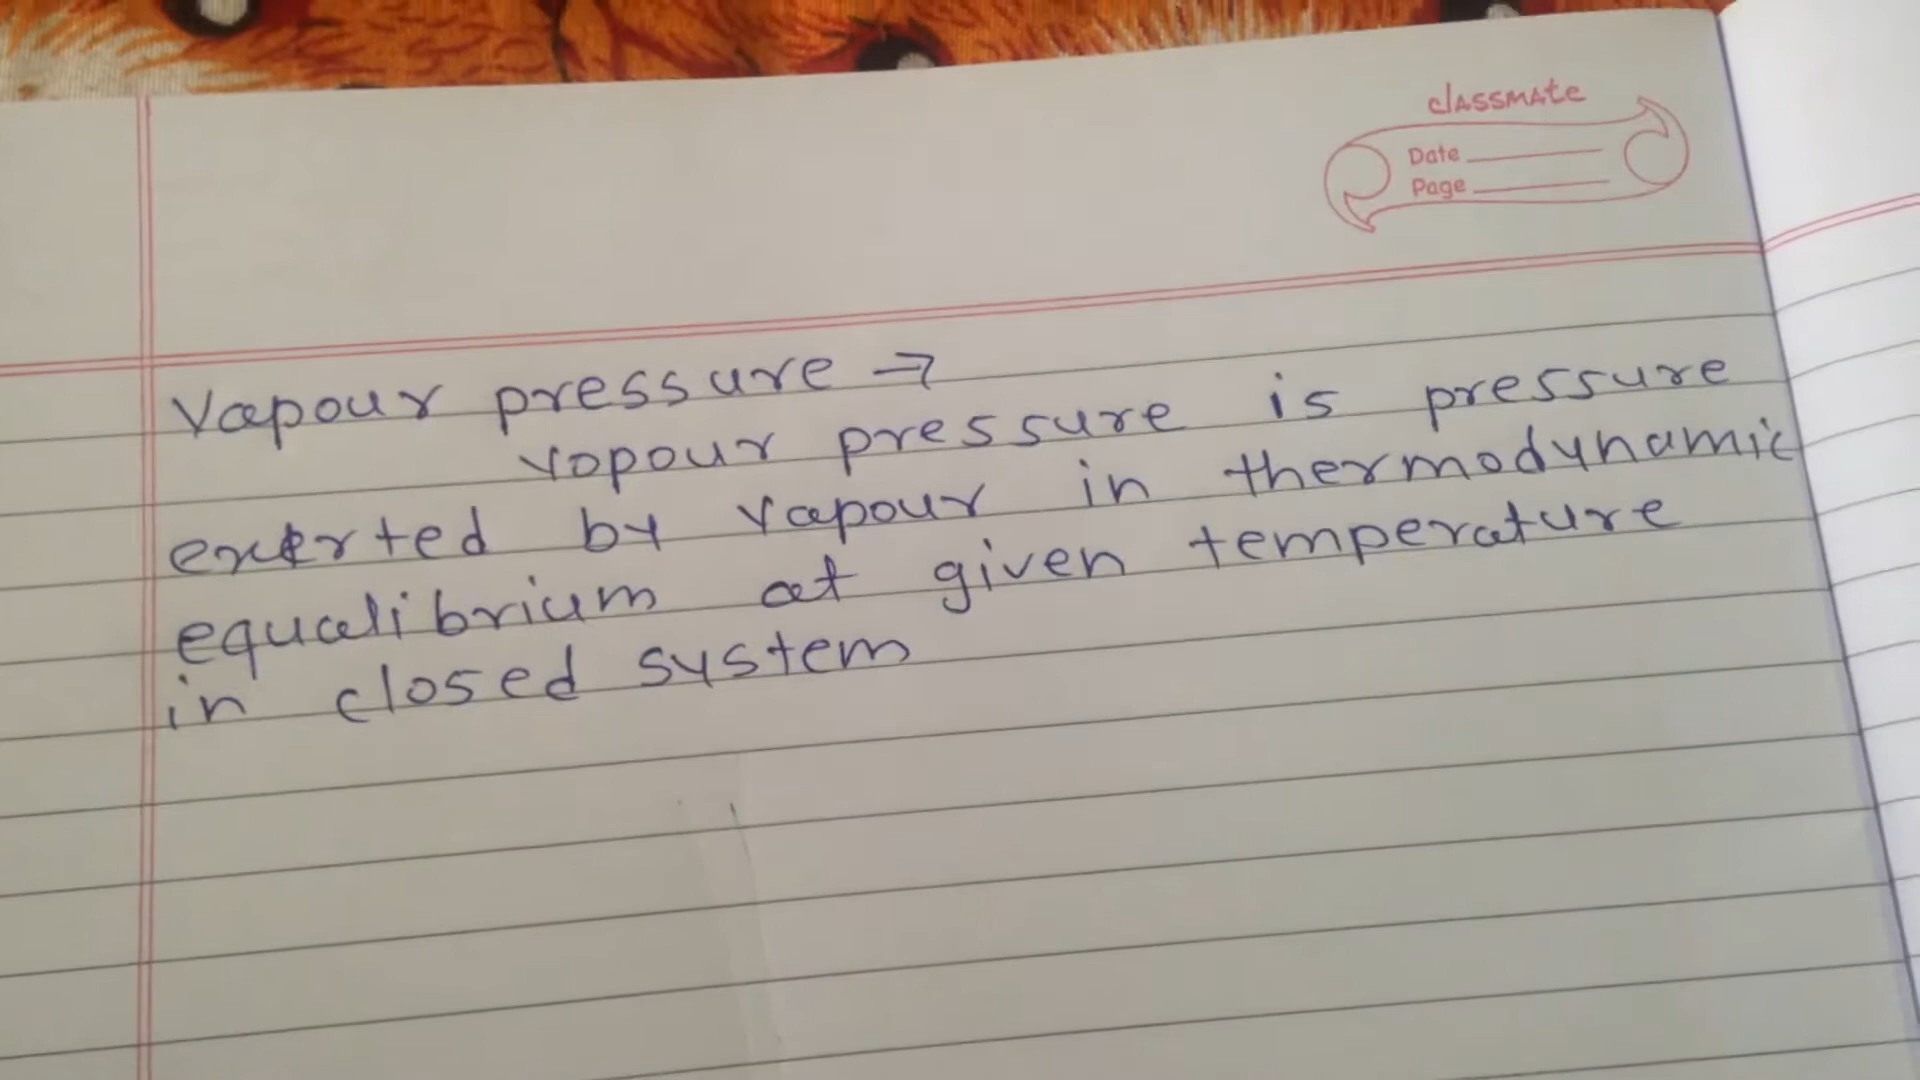 classmate
Date
Page
Vapour pressure →
vopour pressure is pressure
exerted by vapour in thermodynamic
equalibrium at given temperature
in closed system